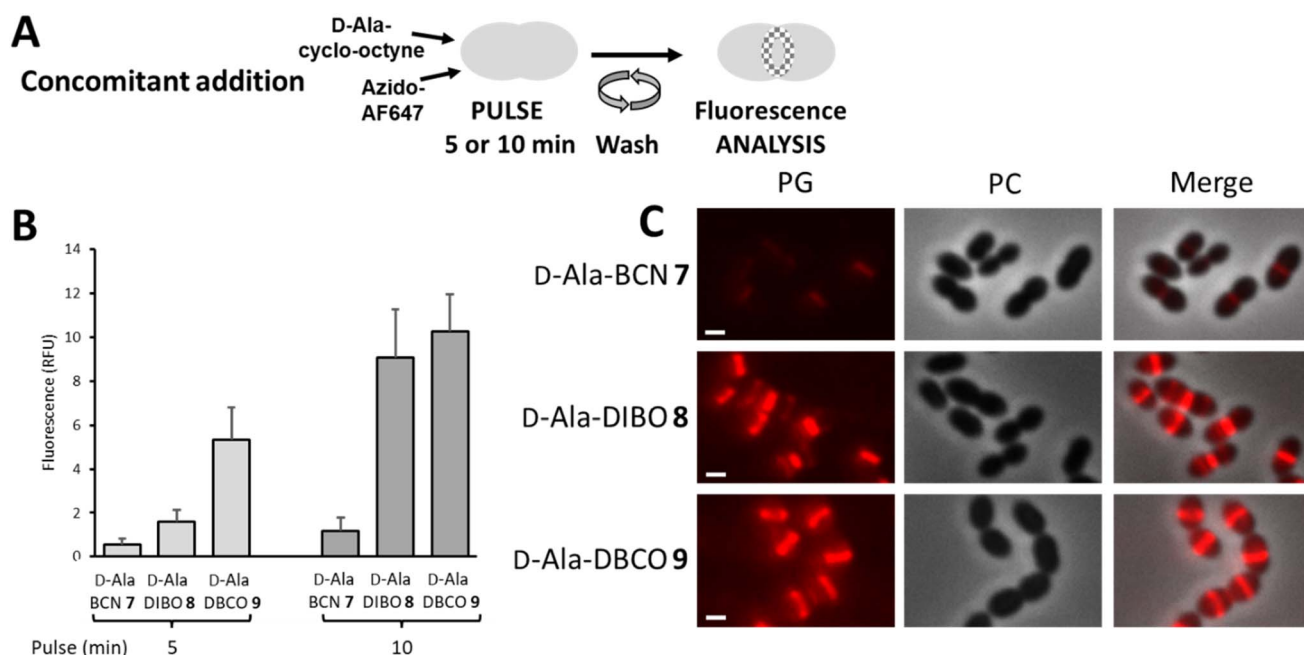 A
Concomitant addition
D-Ala-
cyclo-octyne
Azido-
AF647
PULSE
5 or 10 min
Wash
Fluorescence
ANALYSIS
B
Fluorescence (RFU)
14
12
10
8
6
4
2
0
D-Ala D-Ala D-Ala D-Ala D-Ala D-Ala
BCN 7 DIBO 8 DBCO 9 BCN 7 DIBO 8 DBCO 9
Pulse (min) 5 10
C
PG PC Merge
D-Ala-BCN 7
D-Ala-DIBO 8
D-Ala-DBCO 9